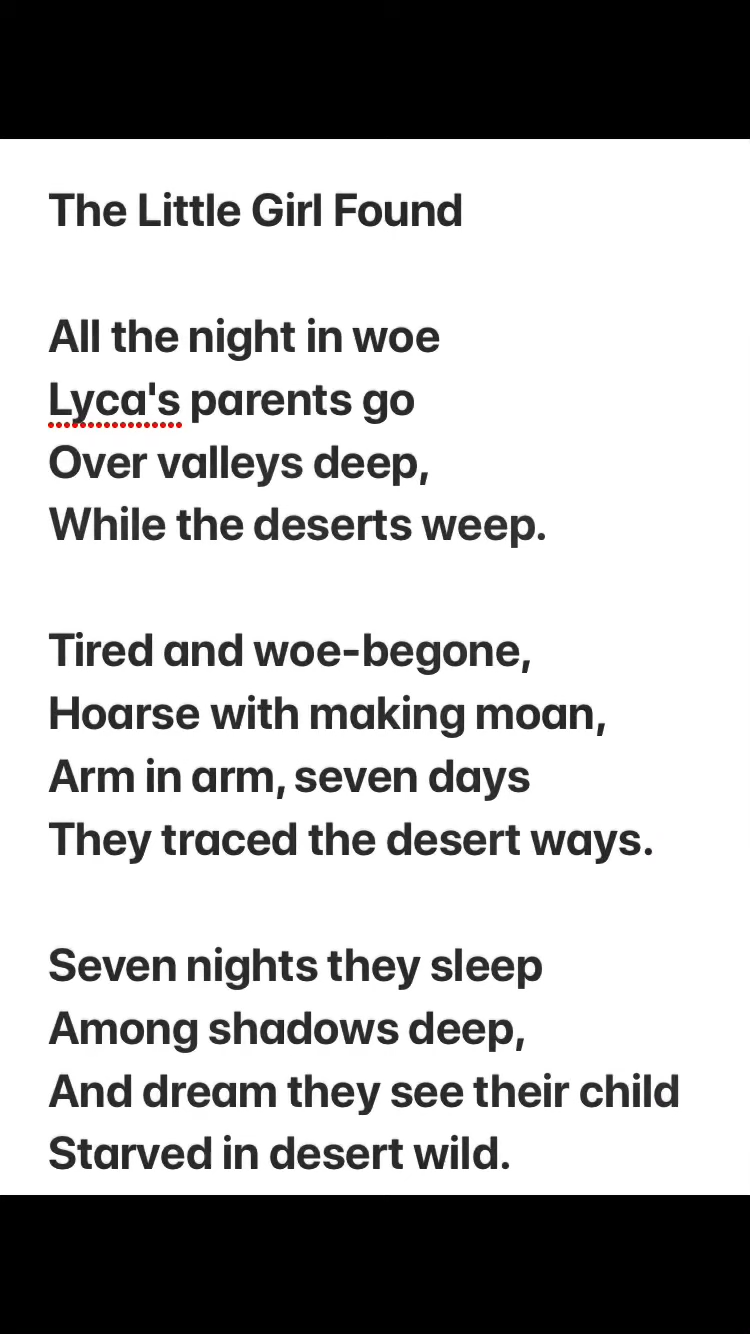 The Little Girl Found
All the night in woe
Lyca's parents go
Over valleys deep,
While the deserts weep.
Tired and woe-begone,
Hoarse with making moan,
Arm in arm, seven days
They traced the desert ways.
Seven nights they sleep
Among shadows deep,
And dream they see their child
Starved in desert wild.